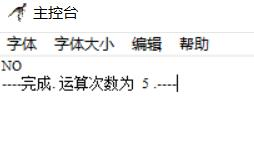 主控台
字体 字体大小 编辑 帮助
NO
----完成. 运算次数为 5 .----